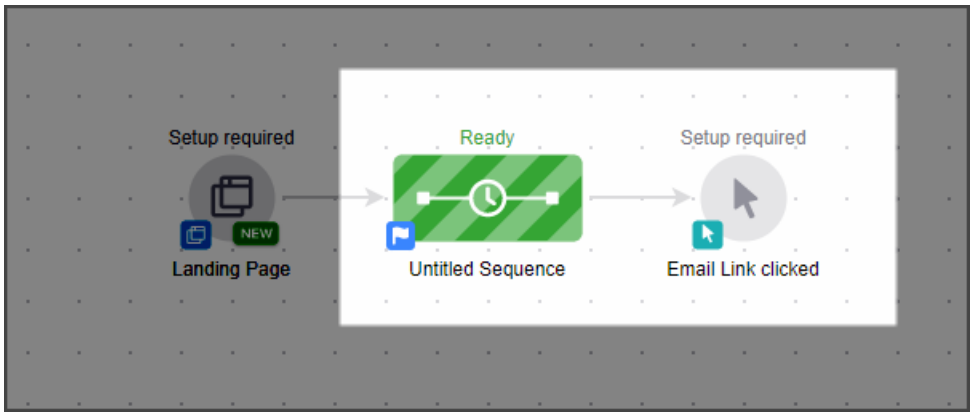 Setup required
Ready
Setup required
NEW
Landing Page
Untitled Sequence
Email Link clicked